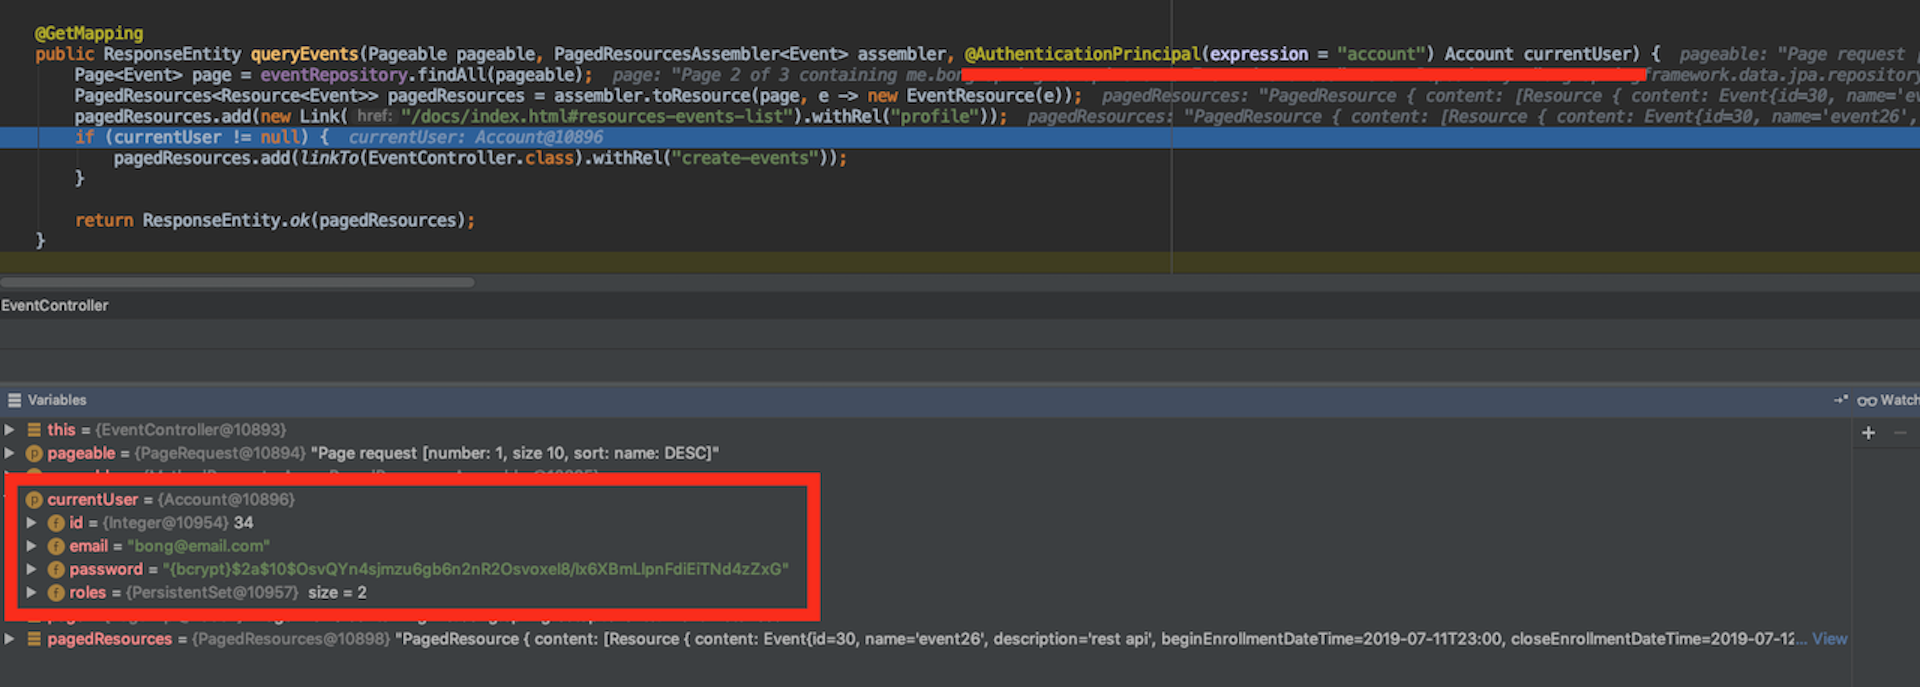 @GetMapping
public ResponseEntity queryEvents(Pageable pageable, PagedResourcesAssembler<Event> assembler, @AuthenticationPrincipal(expression = "account") Account currentUser) { pageable: "Page request
Page<Event> page = eventRepository.findAll(pageable); page: "Page 2 of 3 containing me.bong framework.data.jpa.repository
PagedResources<Resource<Event>> pagedResources = assembler.toResource(page, e -> new EventResource(e)); pagedResources: "PagedResource { content: [Resource { content: Event{id=30, name='ev
pagedResources.add(new Link( href: "/docs/index.html#resources-events-list").withRel("profile")); pagedResources: "PagedResource { content: [Resource { content: Event{id=30, name='event26',
if (currentUser != null) { currentUser: Account@10896
pagedResources.add(linkTo(EventController.class).withRel("create-events"));
}
return ResponseEntity.ok(pagedResources);
}
EventController
Variables
Watch
this = {EventController@10893}
pageable = {PageRequest@10894} "Page request [number: 1, size 10, sort: name: DESC]"
currentUser = {Account@10896}
id = {Integer@10954} 34
email = "bong@email.com"
password = "{bcrypt}$2a$10$OsvQYn4sjmzu6gb6n2nR2Osvoxel8/lx6XBmLlpnFdiEiTNd4zZxG"
roles = {PersistentSet@10957} size = 2
pagedResources = {PagedResources@10898} "PagedResource { content: [Resource { content: Event{id=30, name='event26', description='rest api', beginEnrollmentDateTime=2019-07-11T23:00, closeEnrollmentDateTime=2019-07-12... View